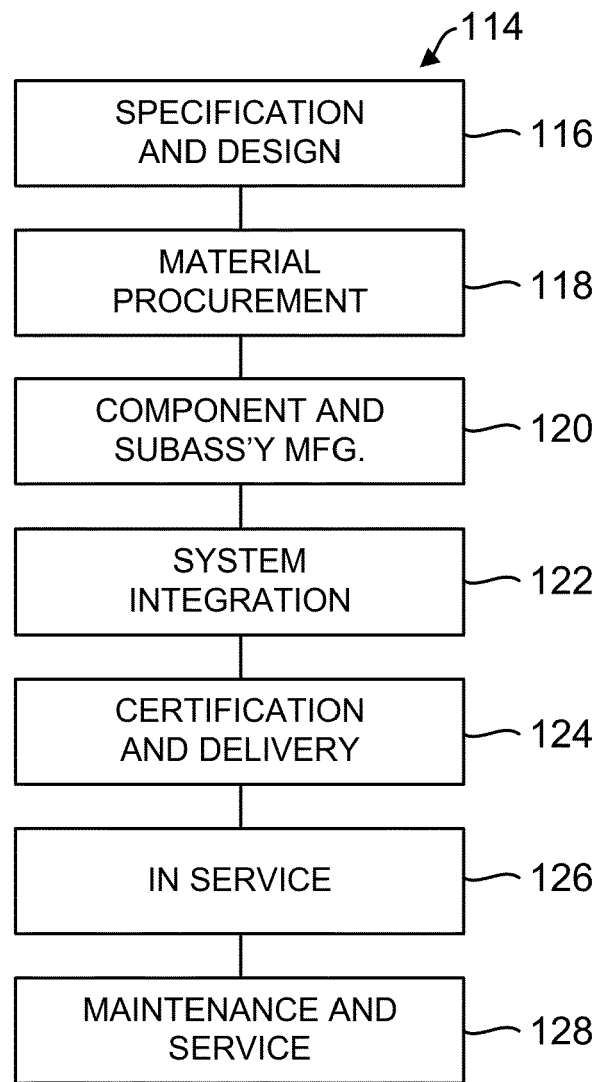 114
SPECIFICATION
AND DESIGN
116
MATERIAL
PROCUREMENT
118
COMPONENT AND
SUBASS'Y MFG.
120
SYSTEM
INTEGRATION
122
CERTIFICATION
AND DELIVERY
124
IN SERVICE
126
MAINTENANCE AND
SERVICE
128